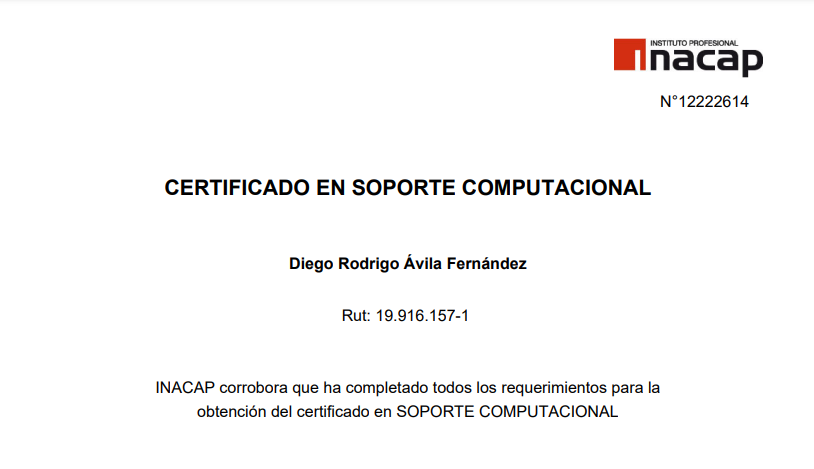 INSTITUTO PROFESIONAL
inacap
N°12222614
CERTIFICADO EN SOPORTE COMPUTACIONAL
Diego Rodrigo Ávila Fernández
Rut: 19.916.157-1
INACAP corrobora que ha completado todos los requerimientos para la
obtención del certificado en SOPORTE COMPUTACIONAL